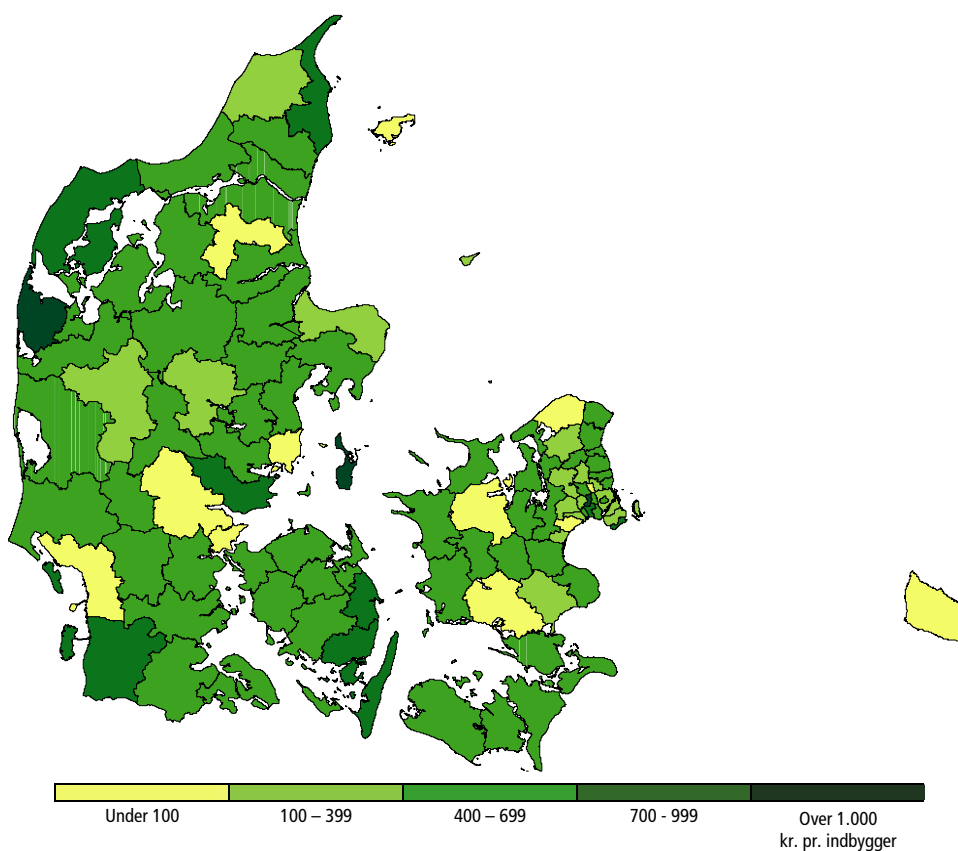 Under 100
100 – 399
400 – 699
700 - 999
Over 1.000
kr. pr. indbygger